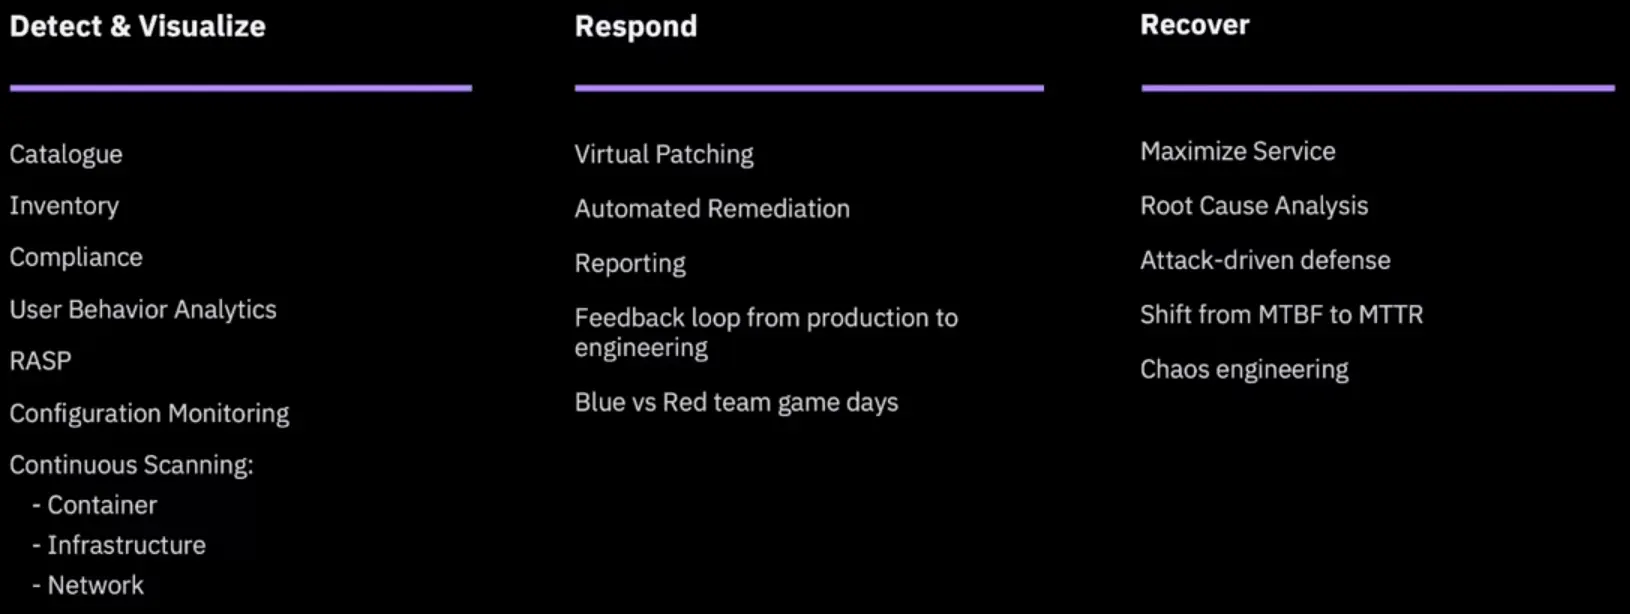 Detect & Visualize
Catalogue
Inventory
Compliance
User Behavior Analytics
RASP
Configuration Monitoring
Continuous Scanning:
- Container
- Infrastructure
- Network
Respond
Virtual Patching
Automated Remediation
Reporting
Feedback loop from production to
engineering
Blue vs Red team game days
Recover
Maximize Service
Root Cause Analysis
Attack-driven defense
Shift from MTBF to MTTR
Chaos engineering